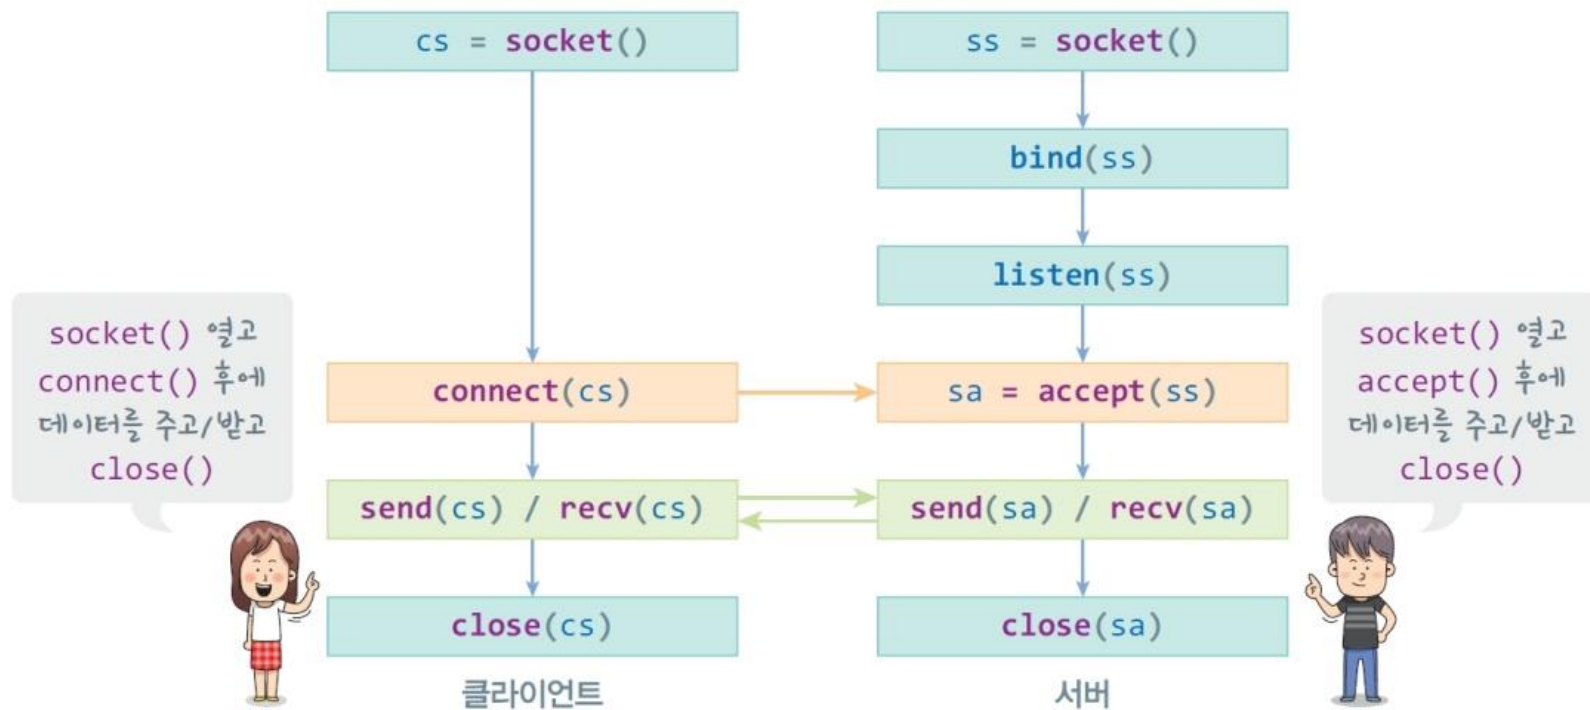 cs = socket()
ss = socket()
bind(ss)
listen(ss)
socket() 열고
connect() 후에
데이터를 주고/받고
close()
connect(cs)
sa = accept(ss)
socket() 열고
accept() 후에
데이터를 주고/받고
close()
send(cs) / recv(cs)
send(sa) / recv(sa)
close(cs)
close(sa)
클라이언트
서버